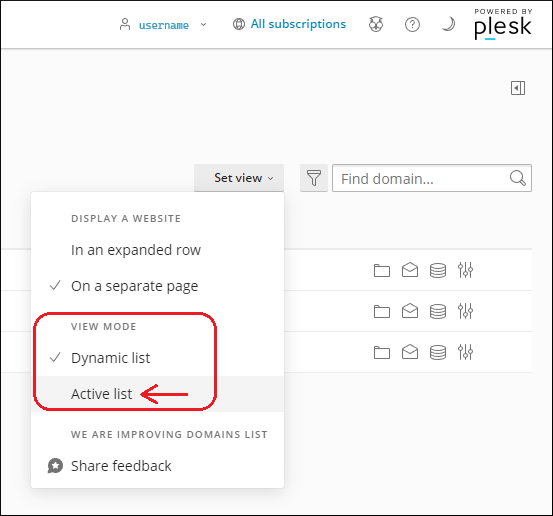 POWERED BY
username
All subscriptions
plesk
Set view
Find domain...
DISPLAY A WEBSITE
In an expanded row
On a separate page
VIEW MODE
Dynamic list
Active list
WE ARE IMPROVING DOMAINS LIST
Share feedback